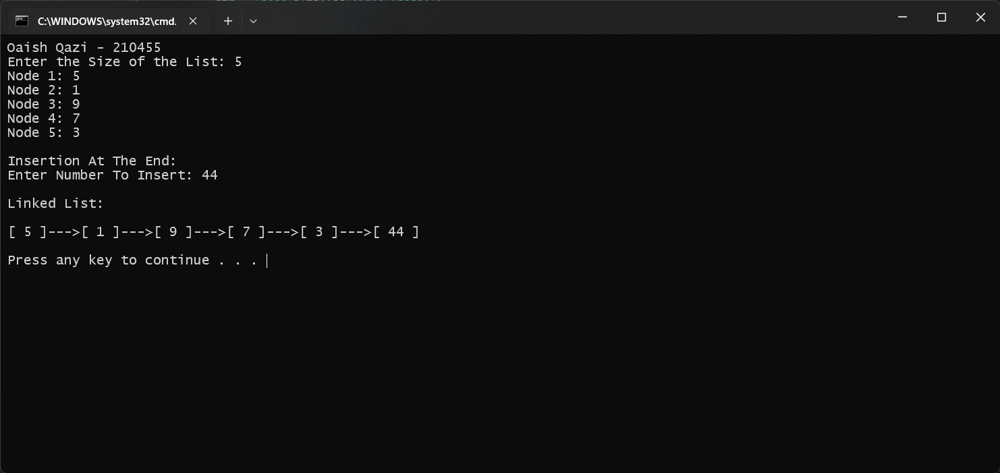 C:\WINDOWS\system32\cmd.
Oaish Qazi - 210455
Enter the Size of the List: 5
Node 1: 5
Node 2: 1
Node 3: 9
Node 4: 7
Node 5: 3
Insertion At The End:
Enter Number To Insert: 44
Linked List:
[ 5 ]--->[ 1 ]--->[ 9 ]--->[ 7 ]--->[ 3 ]--->[ 44 ]
Press any key to continue . . .